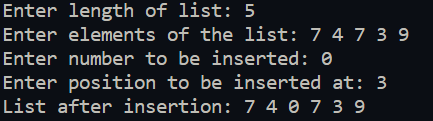 Enter length of list: 5
Enter elements of the list: 7 4 7 3 9
Enter number to be inserted: 0
Enter position to be inserted at: 3
List after insertion: 7 4 0 7 3 9